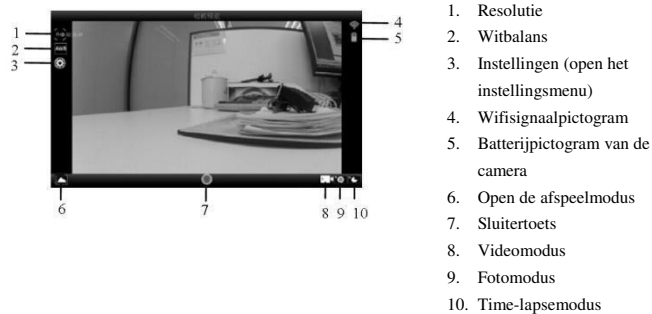 1
2
3
AWB
4
5
6
7
8
9
10
1. Resolutie
2. Witbalans
3. Instellingen (open het
instellingsmenu)
4. Wifisignaalpictogram
5. Batterijpictogram van de
camera
6. Open de afspeelmodus
7. Sluitertoets
8. Videomodus
9. Fotomodus
10. Time-lapsemodus